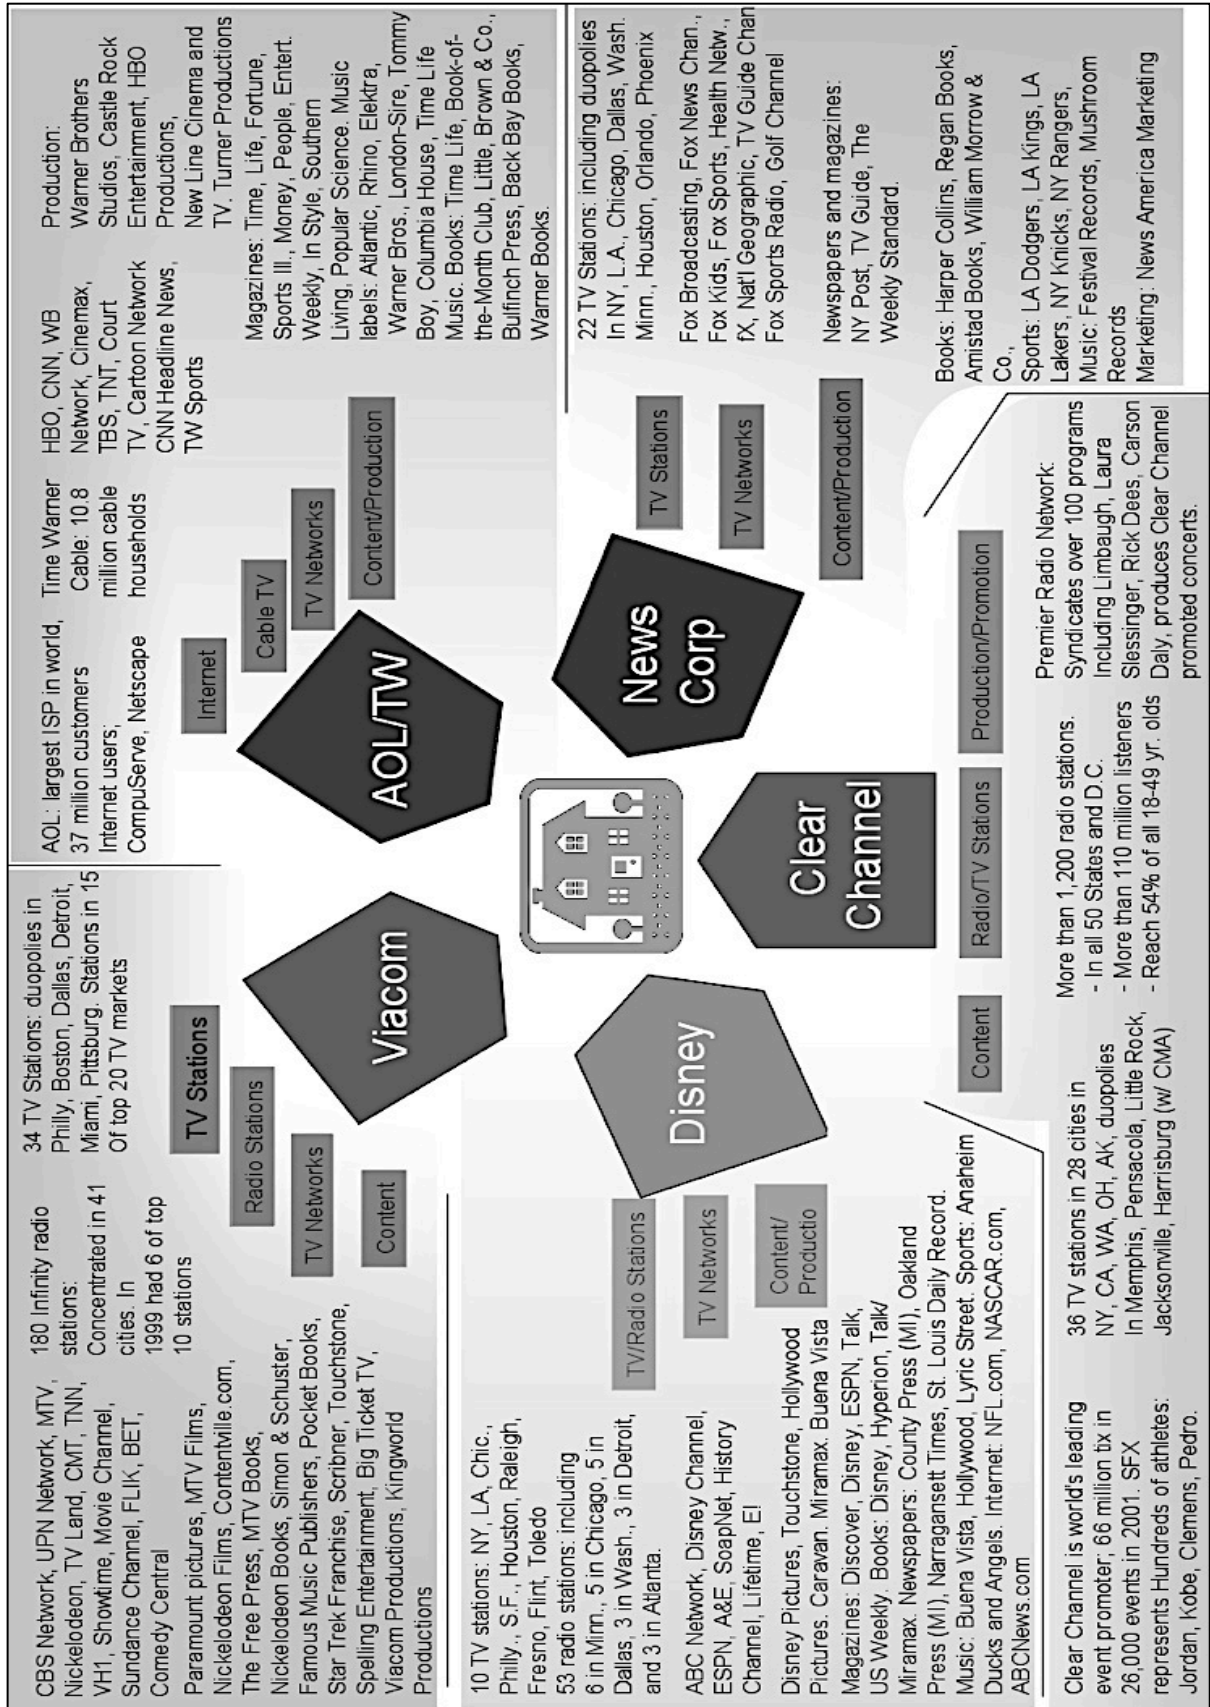 CBS Network, UPN Network, MTV,
Nickelodeon, TV Land, CMT, TNN,
VH1, Showtime, Movie Channel,
Sundance Channel, FLIK, BET,
Comedy Central
Paramount pictures, MTV Films,
Nickelodeon Films, Contentville.com,
The Free Press, MTV Books,
Nickelodeon Books, Simon & Schuster,
Famous Music Publishers, Pocket Books,
Star Trek Franchise, Scribner, Touchstone,
Spelling Entertainment, Big Ticket TV,
Viacom Productions, Kingworld
Productions
180 Infinity radio
stations:
Concentrated in 41
cities. In
1999 had 6 of top
10 stations
34 TV Stations: duopolies in
Philly, Boston, Dallas, Detroit,
Miami, Pittsburg. Stations in 15
Of top 20 TV markets
TV Stations
Radio Stations
TV Networks
Content
Viacom
AOL: largest ISP in world,
37 million customers
Internet users;
CompuServe, Netscape
Time Warner
Cable: 10.8
million cable
households
HBO, CNN, WB
Network, Cinemax,
TBS, TNT, Court
TV, Cartoon Network
CNN Headline News,
TW Sports
Production:
Warner Brothers
Studios, Castle Rock
Entertainment, HBO
Productions,
New Line Cinema and
TV. Turner Productions
Magazines: Time, Life, Fortune,
Sports Ill., Money, People, Entert.
Weekly, In Style, Southern
Living, Popular Science. Music
labels: Atlantic, Rhino, Elektra,
Warner Bros., London-Sire, Tommy
Boy, Columbia House, Time Life
Music. Books: Time Life, Book-of-
the-Month Club, Little, Brown & Co.,
Bulfinch Press, Back Bay Books,
Warner Books.
Internet
Cable TV
TV Networks
Content/Production
AOL/TW
10 TV stations: NY, LA, Chic.,
Philly., S.F., Houston, Raleigh,
Fresno, Flint, Toledo
53 radio stations: including
6 in Minn., 5 in Chicago, 5 in
Dallas, 3 in Wash., 3 in Detroit,
and 3 in Atlanta.
ABC Network, Disney Channel,
ESPN, A&E, SoapNet, History
Channel, Lifetime, E!
Disney Pictures, Touchstone, Hollywood
Pictures. Caravan. Miramax. Buena Vista
Magazines: Discover, Disney, ESPN, Talk,
US Weekly. Books: Disney, Hyperion, Talk/
Miramax. Newspapers: County Press (MI), Oakland
Press (MI), Narragansett Times, St. Louis Daily Record.
Music: Buena Vista, Hollywood, Lyric Street. Sports: Anaheim
Ducks and Angels. Internet: NFL.com, NASCAR.com,
ABCNews.com
TV/Radio Stations
TV Networks
Content/
Productio
Disney
News
Corp
TV Stations
TV Networks
Content/Production
22 TV Stations: including duopolies
In NY, L.A., Chicago, Dallas, Wash.
Minn., Houston, Orlando, Phoenix
Fox Broadcasting, Fox News Chan.,
Fox Kids, Fox Sports, Health Netw.,
fX, Nat'l Geographic, TV Guide Chan
Fox Sports Radio, Golf Channel
Newspapers and magazines:
NY Post, TV Guide, The
Weekly Standard.
Books: Harper Collins, Regan Books,
Amistad Books, William Morrow &
Co.,
Sports: LA Dodgers, LA Kings, LA
Lakers, NY Knicks, NY Rangers,
Music: Festival Records, Mushroom
Records
Marketing: News America Marketing
Clear
Channel
Content
Radio/TV Stations
Production/Promotion
Clear Channel is world's leading
event promoter; 66 million tix in
26,000 events in 2001. SFX
represents Hundreds of athletes:
Jordan, Kobe, Clemens, Pedro.
36 TV stations in 28 cities in
NY, CA, WA, OH, AK, duopolies
In Memphis, Pensacola, Little Rock,
Jacksonville, Harrisburg (w/ CMA)
More than 1,200 radio stations.
- In all 50 States and D.C.
- More than 110 million listeners
- Reach 54% of all 18-49 yr. olds
Premier Radio Network:
Syndicates over 100 programs
Including Limbaugh, Laura
Slessinger, Rick Dees, Carson
Daly, produces Clear Channel
promoted concerts.